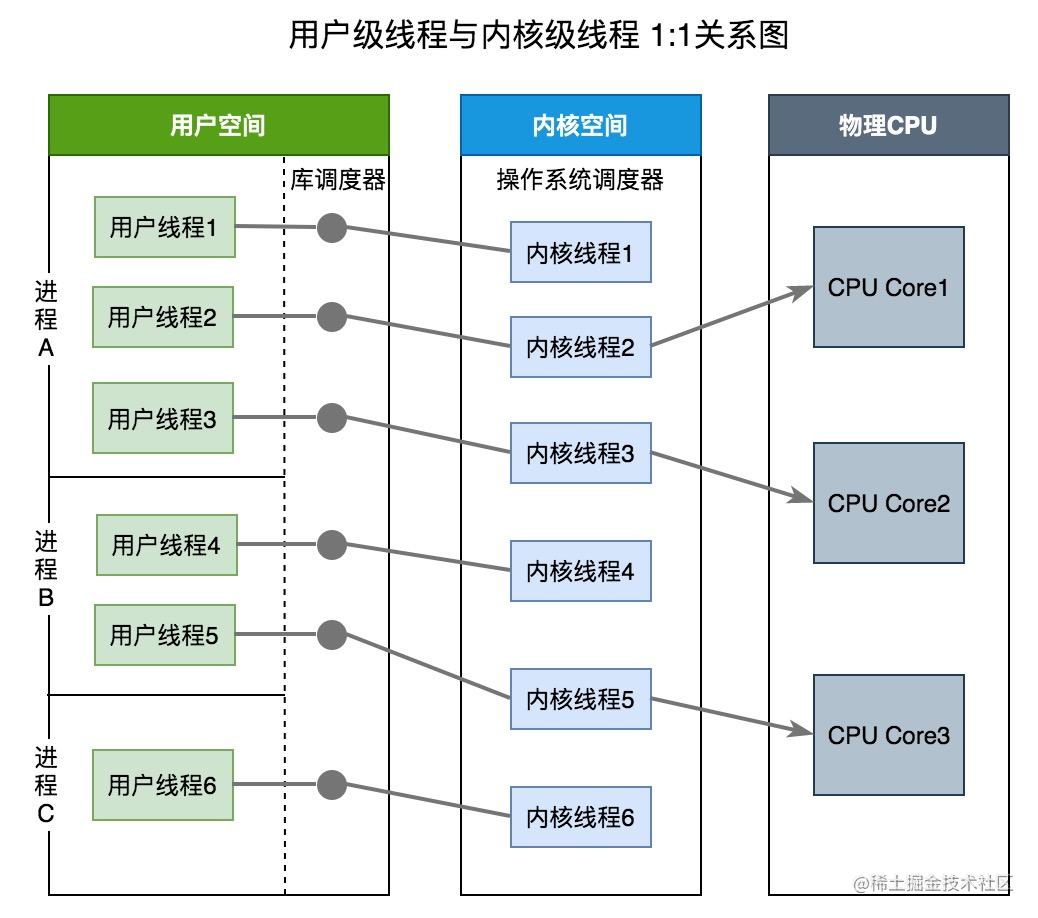 用户级线程与内核级线程 1:1关系图
用户空间
库调度器
进程A
用户线程1
用户线程2
用户线程3
进程B
用户线程4
用户线程5
进程C
用户线程6
内核空间
操作系统调度器
内核线程1
内核线程2
内核线程3
内核线程4
内核线程5
内核线程6
物理CPU
CPU Core1
CPU Core2
CPU Core3
@稀土掘金技术社区